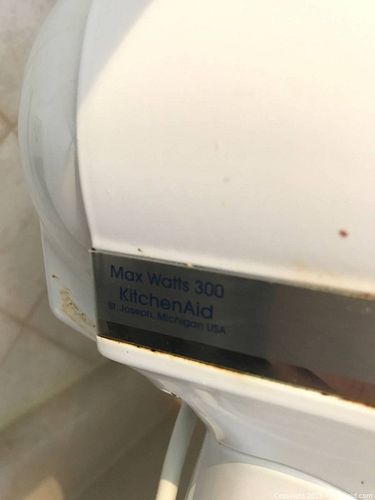 Max Watts 300
KitchenAid
St. Joseph, Michigan USA